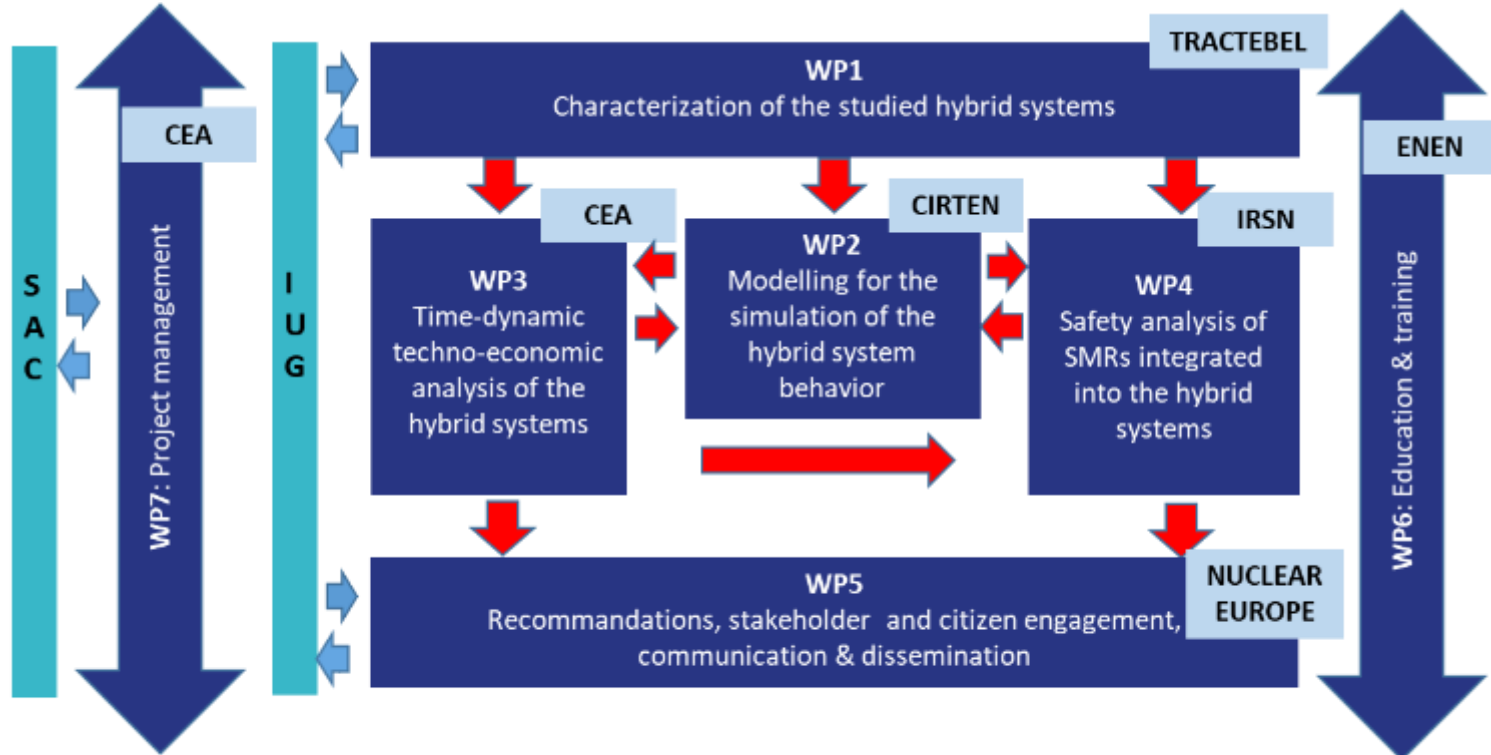 SAC
CEA
WP7: Project management
IUG
TRACTEBEL
WP1
Characterization of the studied hybrid systems
CEA
WP3
Time-dynamic
techno-economic
analysis of the
hybrid systems
CIRTEN
WP2
Modelling for the
simulation of the
hybrid system
behavior
IRSN
WP4
Safety analysis of
SMRs integrated
into the hybrid
systems
NUCLEAR
EUROPE
WP5
Recommandations, stakeholder and citizen engagement,
communication & dissemination
ENEN
WP6: Education & training